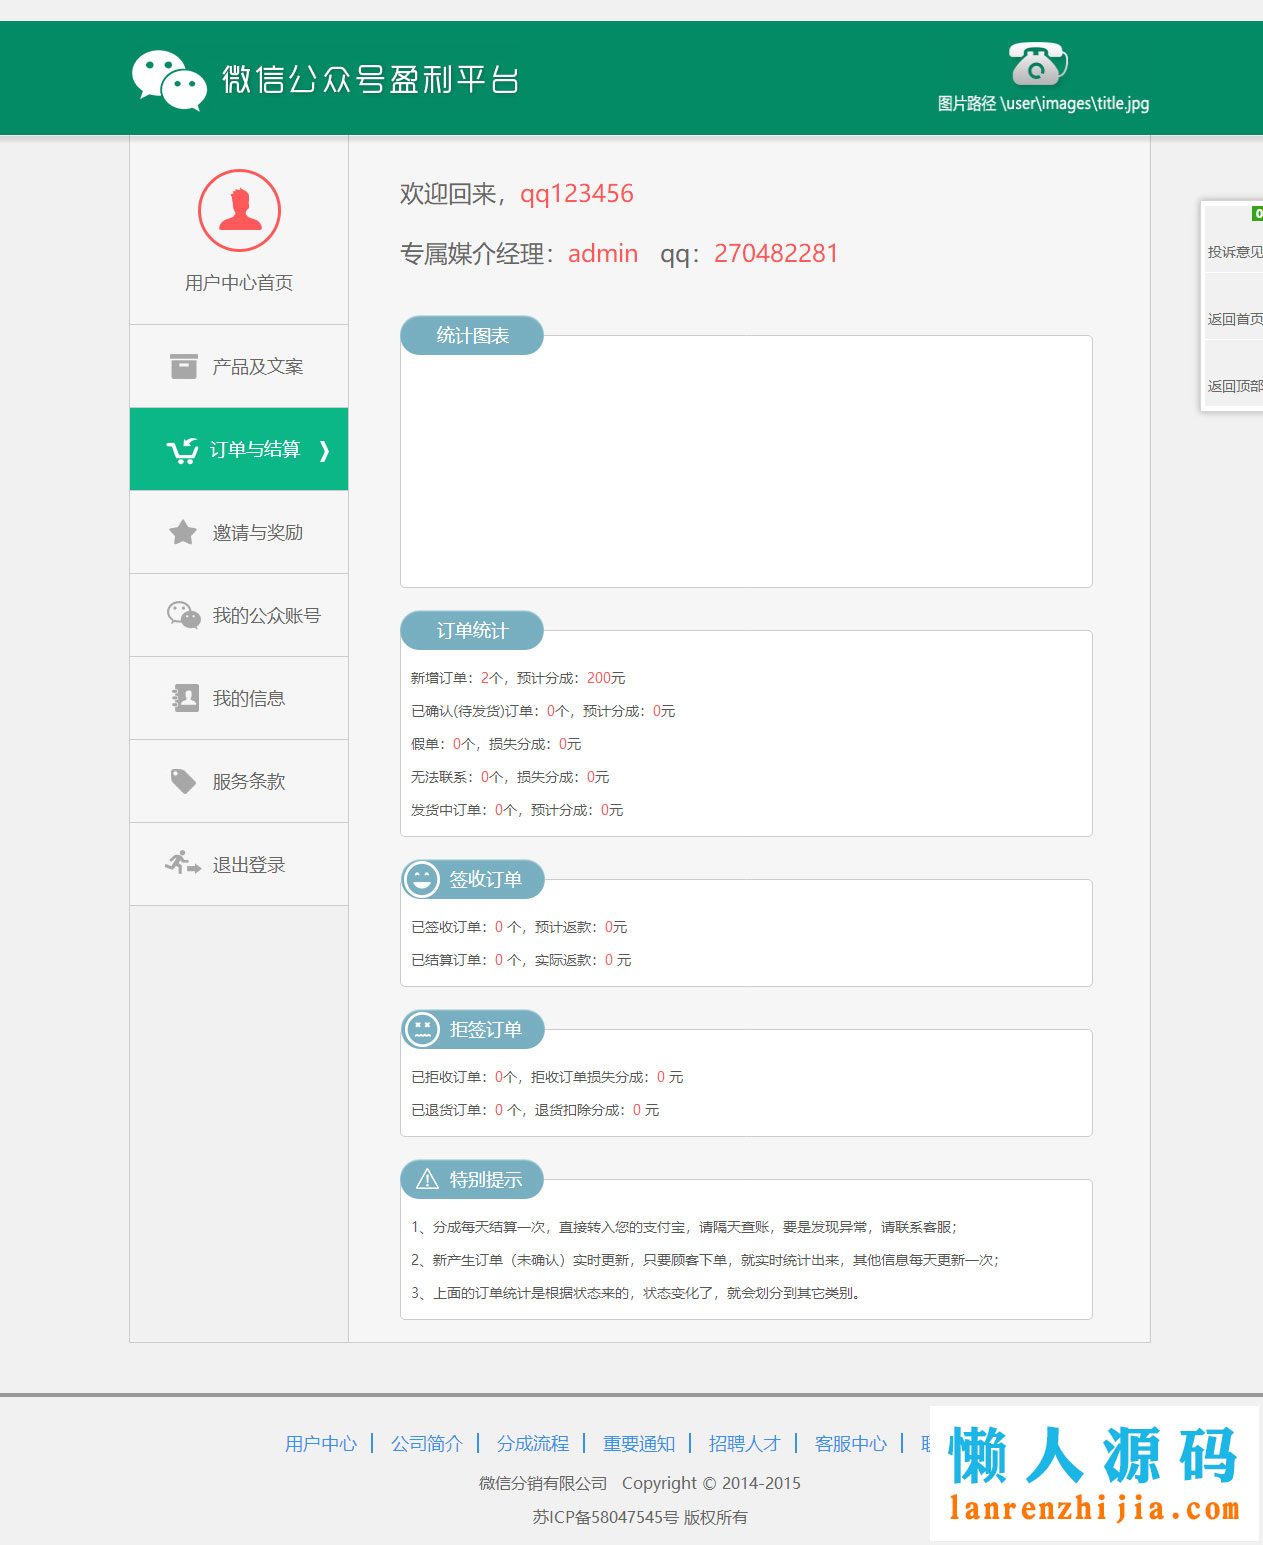 微信公众号盈利平台
图片路径 \user\images\title.jpg
用户中心首页
产品及文案
订单与结算
邀请与奖励
我的公众账号
我的信息
服务条款
退出登录
欢迎回来，qq123456
专属媒介经理：admin qq：270482281
统计图表
订单统计
新增订单：2个，预计分成：200元
已确认(待发货)订单：0个，预计分成：0元
假单：0个，损失分成：0元
无法联系：0个，损失分成：0元
发货中订单：0个，预计分成：0元
签收订单
已签收订单：0 个，预计返款：0元
已结算订单：0 个，实际返款：0 元
拒签订单
已拒收订单：0个，拒收订单损失分成：0 元
已退货订单：0 个，退货扣除分成：0 元
特别提示
1、分成每天结算一次，直接转入您的支付宝，请隔天查账，要是发现异常，请联系客服；
2、新产生订单（未确认）实时更新，只要顾客下单，就实时统计出来，其他信息每天更新一次；
3、上面的订单统计是根据状态来的，状态变化了，就会划分到其它类别。
0
投诉意见
返回首页
返回顶部
用户中心 | 公司简介 | 分成流程 | 重要通知 | 招聘人才 | 客服中心 |
微信分销有限公司 Copyright © 2014-2015
苏ICP备58047545号 版权所有
懒人源码
lanrenzhijia.com